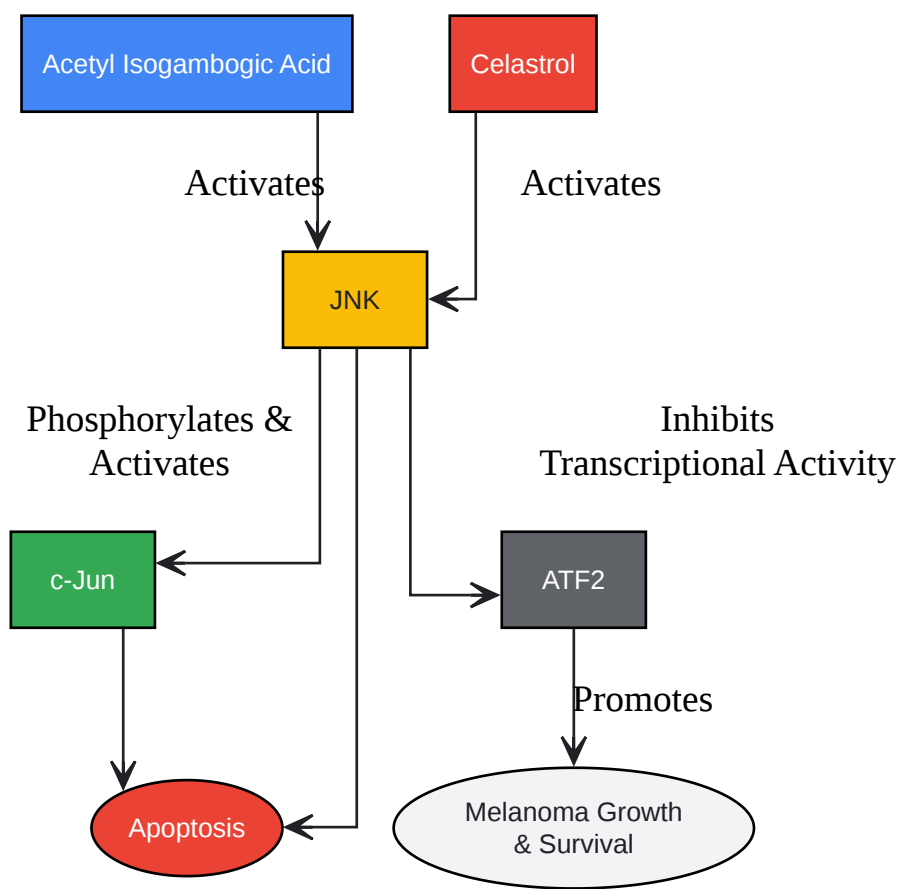 Acetyl Isogambogic Acid
Celastrol
Activates
Activates
JNK
Phosphorylates &
Activates
Inhibits
Transcriptional Activity
c-Jun
ATF2
Promotes
Apoptosis
Melanoma Growth
& Survival